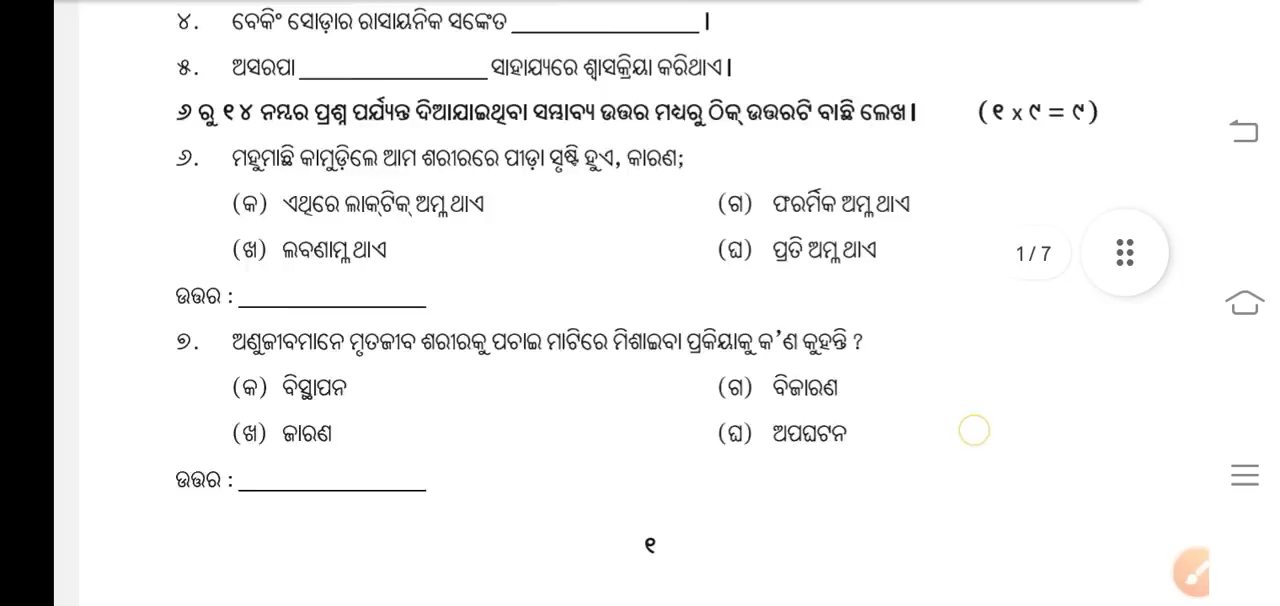 ୪. ବେକିଂ ସୋଡ଼ାର ରାସାୟନିକ ସଙ୍କେତ ________________ ।
୫. ଅସରପା ________________ ସାହାଯ୍ୟରେ ଶ୍ୱାସକ୍ରିୟା କରିଥାଏ ।
୬ ରୁ ୧୪ ନମ୍ବର ପ୍ରଶ୍ନ ପର୍ଯ୍ୟନ୍ତ ଦିଆଯାଇଥିବା ସମ୍ଭାବ୍ୟ ଉତ୍ତର ମଧ୍ୟରୁ ଠିକ୍ ଉତ୍ତରଟି ବାଛି ଲେଖ । (୧ x ୯ = ୯)
୬. ମହୁମାଛି କାମୁଡ଼ିଲେ ଆମ ଶରୀରରେ ପୀଡ଼ା ସୃଷ୍ଟି ହୁଏ, କାରଣ;
(କ) ଏଥିରେ ଲାକ୍ଟିକ୍ ଅମ୍ଳ ଥାଏ (ଗ) ଫରର୍ମିକ ଅମ୍ଳ ଥାଏ
(ଖ) ଲବଣାମ୍ଳ ଥାଏ (ଘ) ପ୍ରତି ଅମ୍ଳ ଥାଏ
1 / 7
ଉତ୍ତର : ________________
୭. ଅଣୁଜୀବମାନେ ମୃତଜୀବ ଶରୀରକୁ ପଚାଇ ମାଟିରେ ମିଶାଇବା ପ୍ରକିୟାକୁ କ'ଣ କୁହନ୍ତି ?
(କ) ବିସ୍ଥାପନ (ଗ) ବିଜାରଣ
(ଖ) ଜାରଣ (ଘ) ଅପଘଟନ
ଉତ୍ତର : ________________
୧